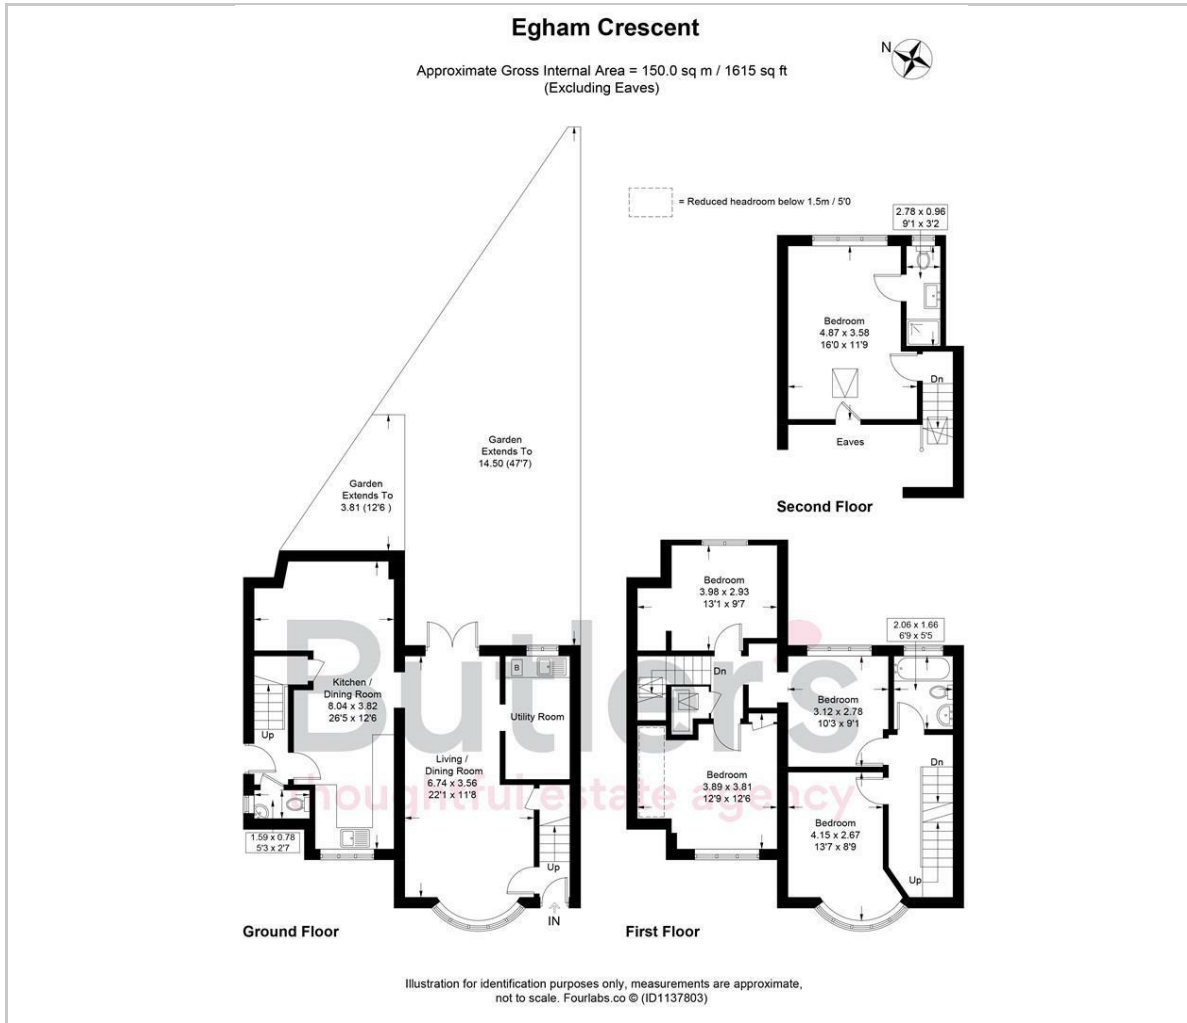 Egham Crescent
Approximate Gross Internal Area = 150.0 sq m / 1615 sq ft
(Excluding Eaves)
N
= Reduced headroom below 1.5m / 5'0
2.78 x 0.96
9'1 x 3'2
Bedroom
4.87 x 3.58
16'0 x 11'9
Dn
Eaves
Second Floor
Garden
Extends To
14.50 (47'7)
Garden
Extends To
3.81 (12'6 )
Kitchen /
Dining Room
8.04 x 3.82
26'5 x 12'6
Up
B
Utility Room
Living /
Dining Room
6.74 x 3.56
22'1 x 11'8
1.59 x 0.78
5'3 x 2'7
Up
IN
Ground Floor
Bedroom
3.98 x 2.93
13'1 x 9'7
2.06 x 1.66
6'9 x 5'5
Dn
Bedroom
3.12 x 2.78
10'3 x 9'1
Bedroom
3.89 x 3.81
12'9 x 12'6
Dn
Bedroom
4.15 x 2.67
13'7 x 8'9
Up
First Floor
Butler's
thoughtful estate agency
Illustration for identification purposes only, measurements are approximate,
not to scale. Fourlabs.co © (ID1137803)